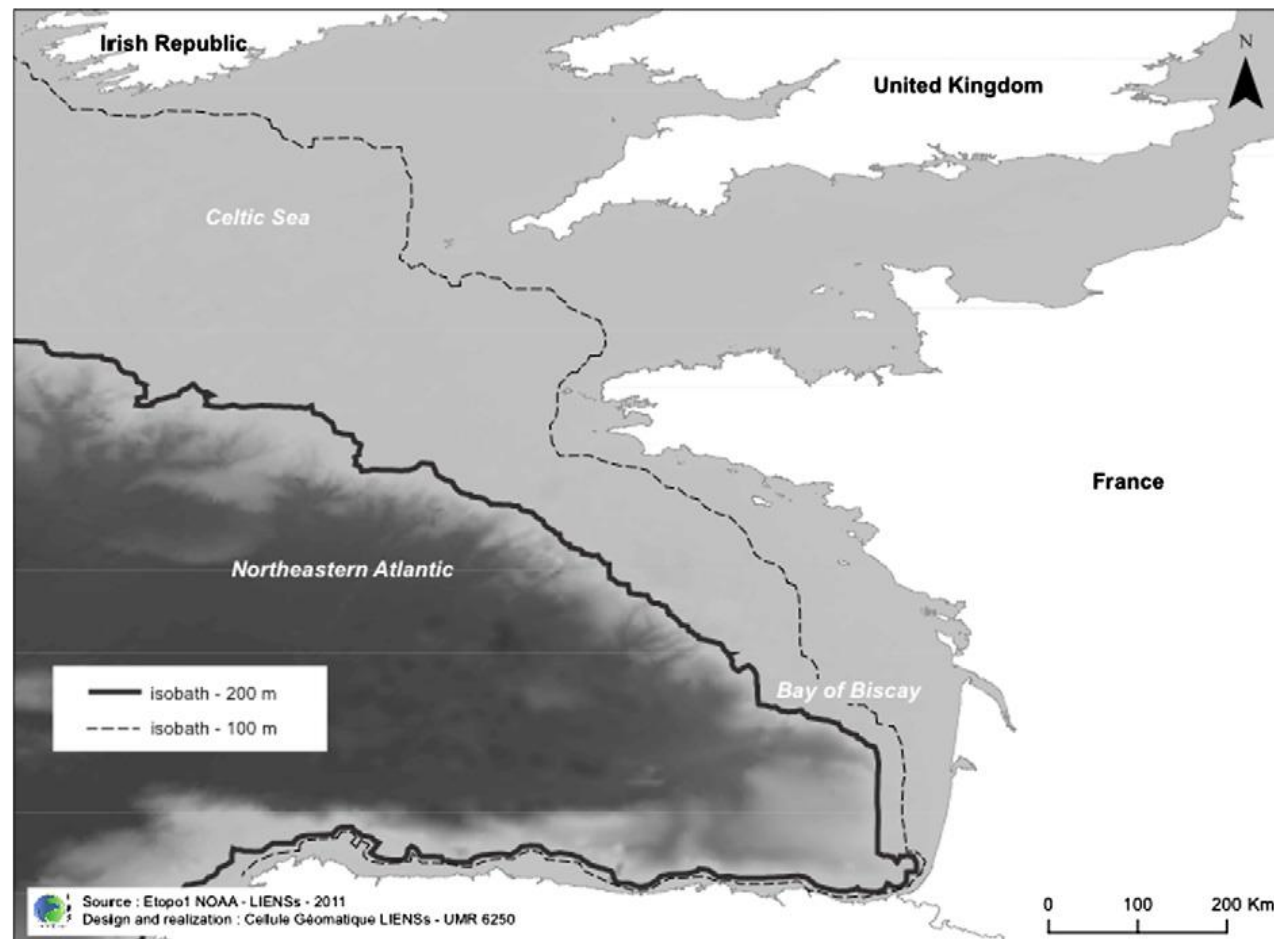 Irish Republic
United Kingdom
N
Celtic Sea
France
Northeastern Atlantic
isobath - 200 m
isobath - 100 m
Bay of Biscay
Source : Etopo1 NOAA - LIENSs - 2011
Design and realization : Cellule Géomatique LIENSs - UMR 6250
0 100 200 Km